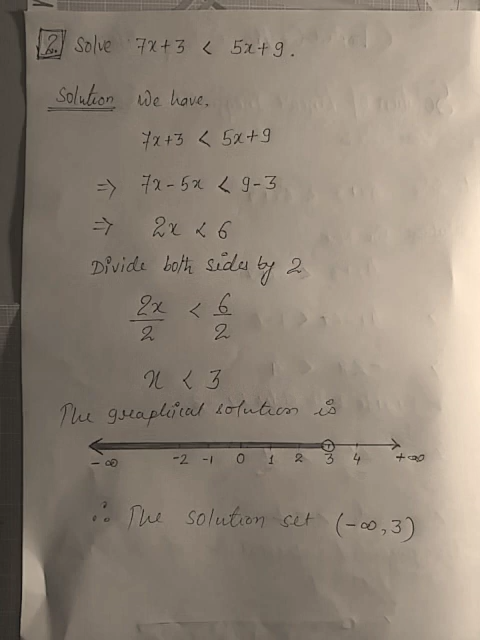 2. Solve 7x+3 < 5x+9.
Solution We have,
7x+3 < 5x+9
⇒ 7x-5x < 9-3
⇒ 2x < 6
Divide both sides by 2
2x/2 < 6/2
x < 3
The graphical solution is
-∞ -2 -1 0 1 2 3 4 +∞
∴ The solution set (-∞,3)